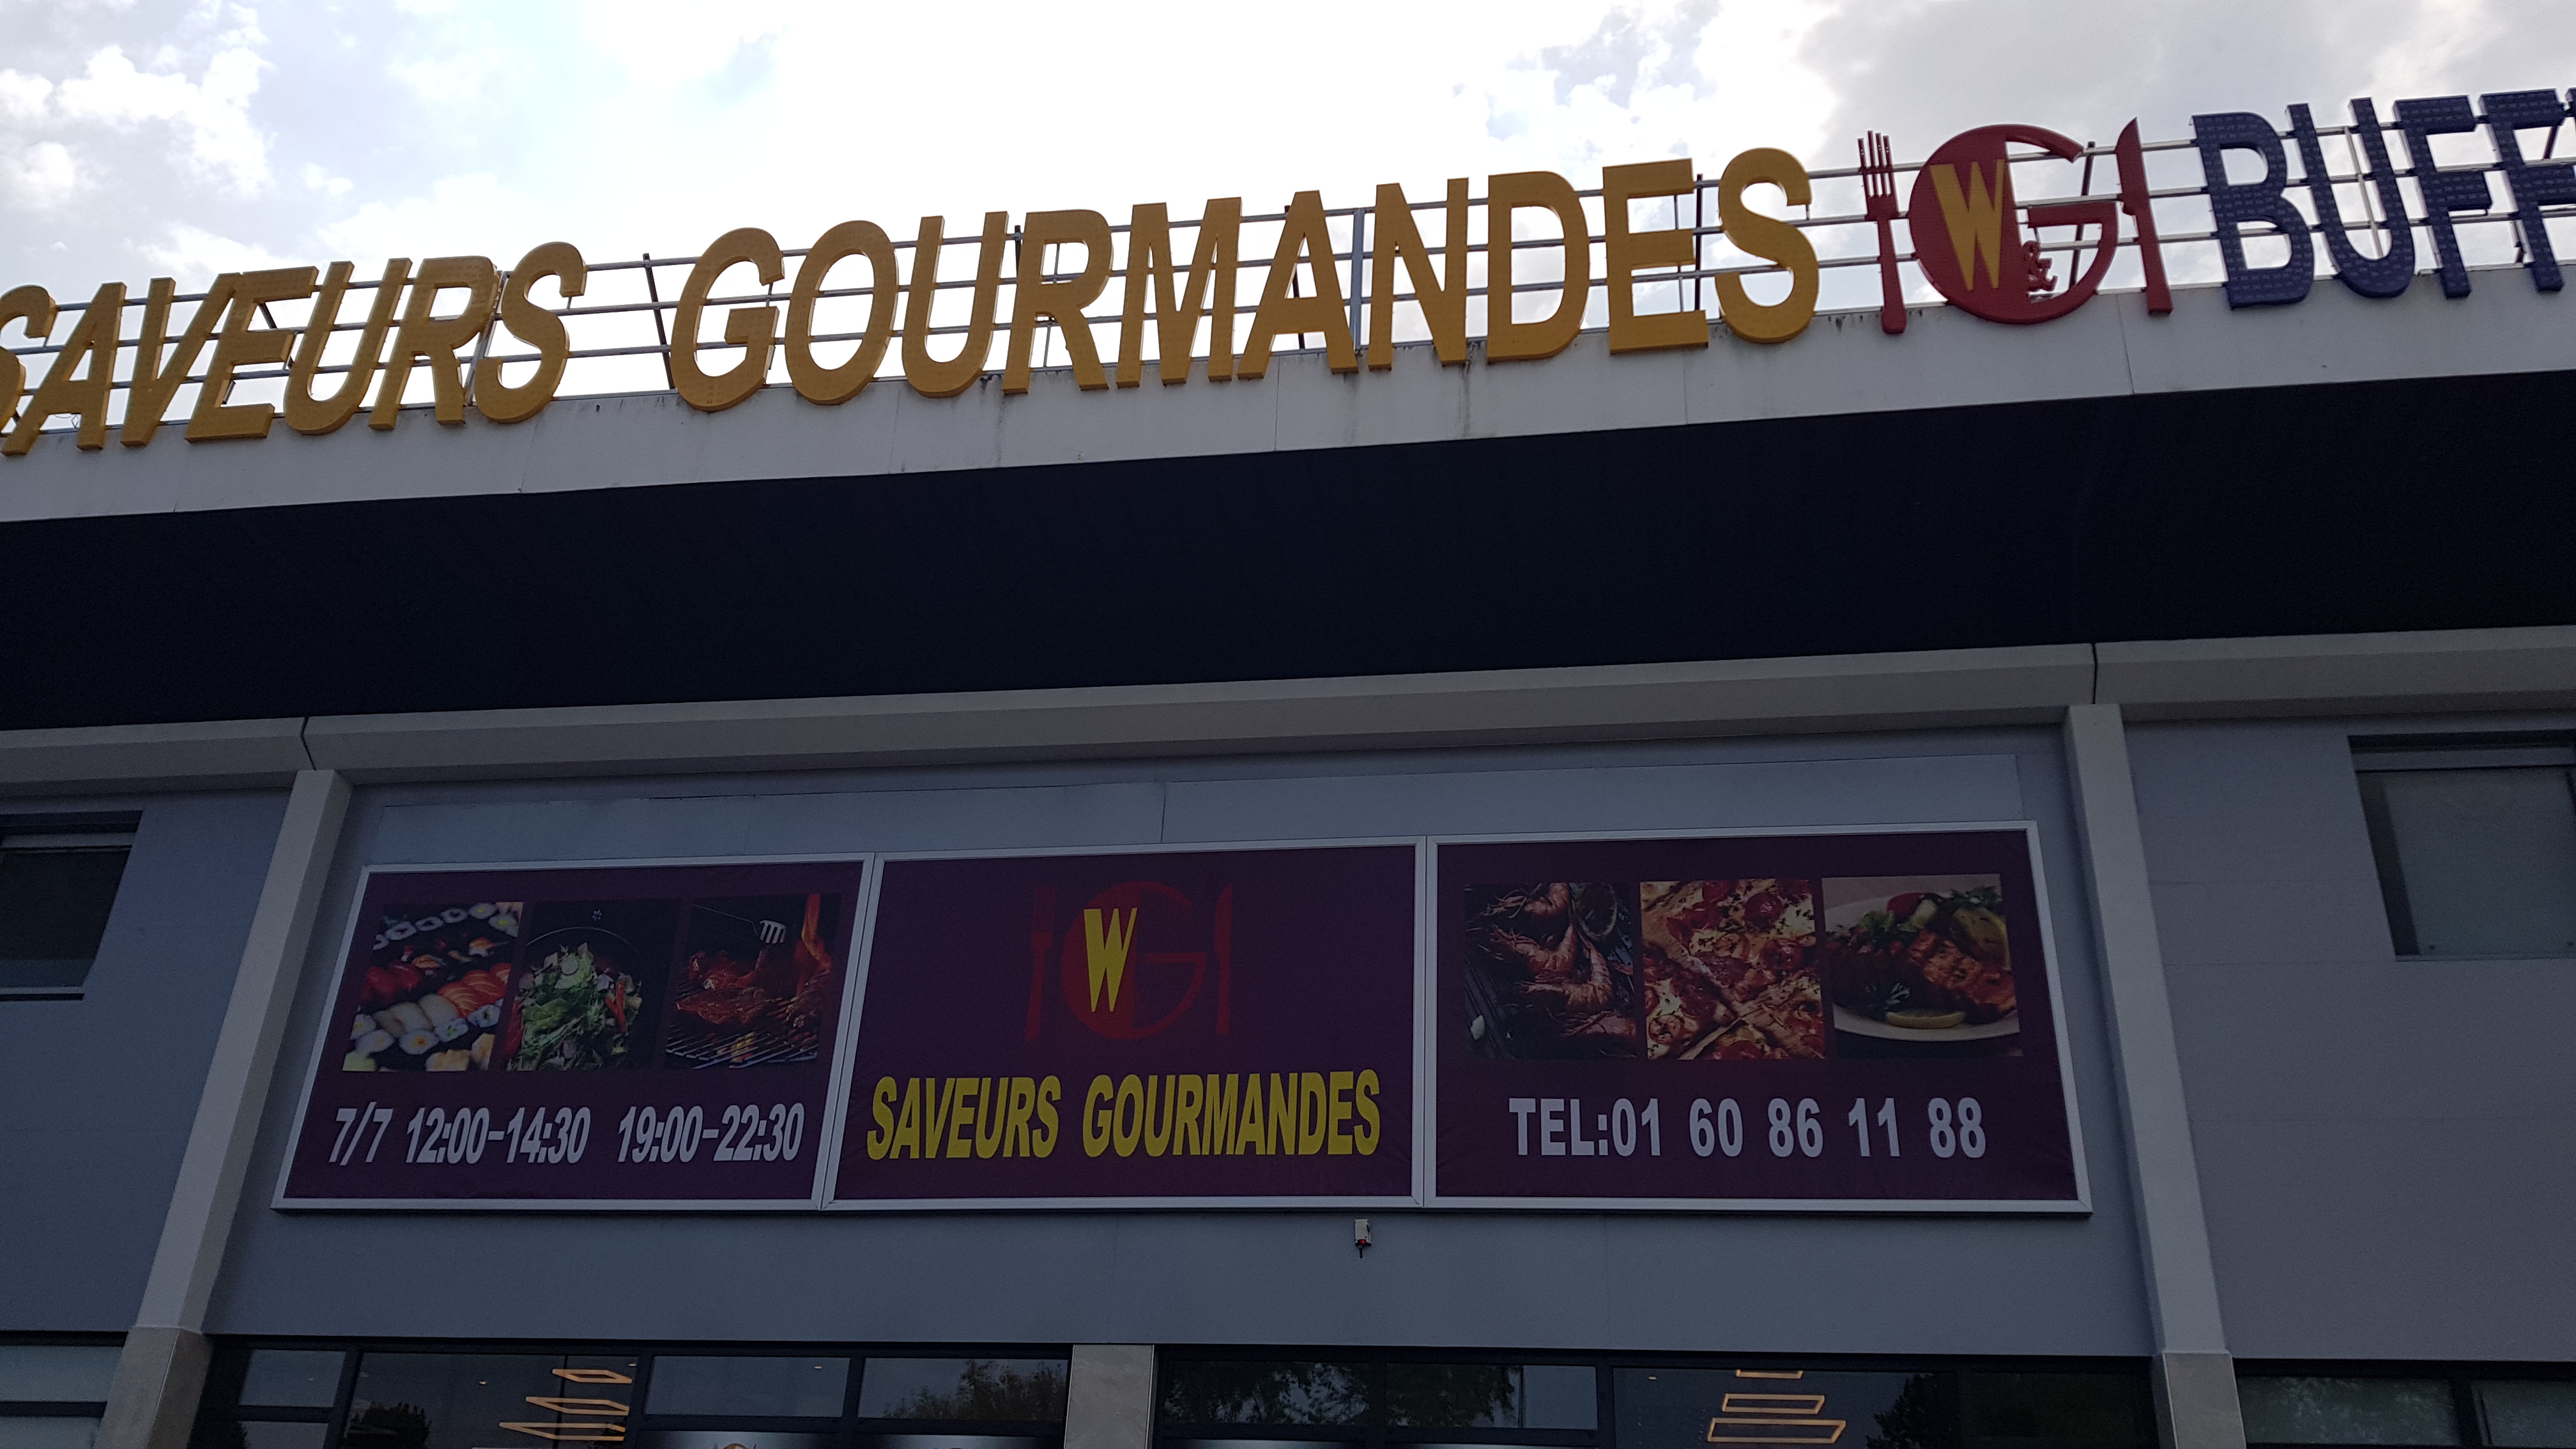 SAVEURS GOURMANDES W&G BUFF
WG
SAVEURS GOURMANDES
7/7 12:00-14:30 19:00-22:30
TEL:01 60 86 11 88